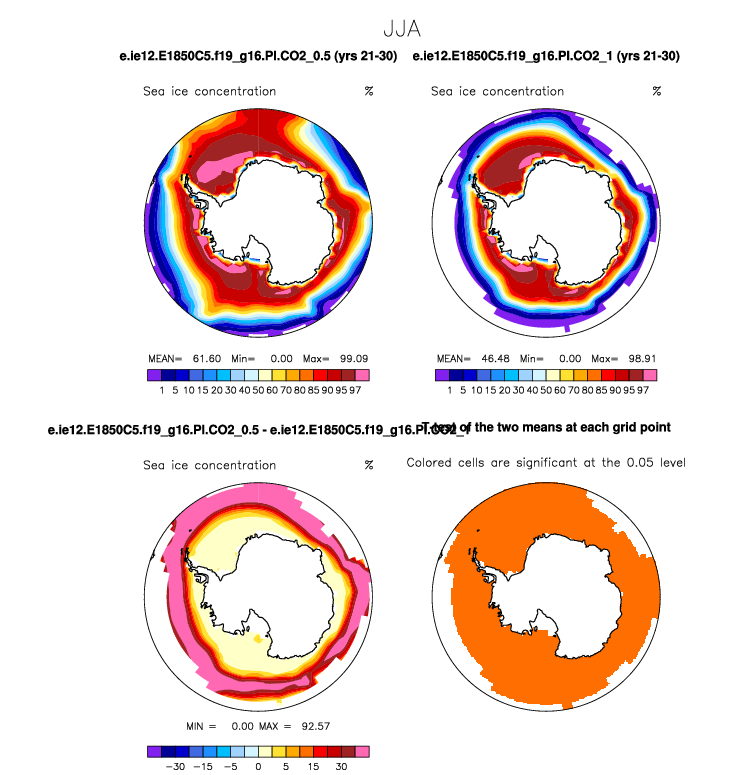 JJA
e.ie12.E1850C5.f19_g16.PI.CO2_0.5 (yrs 21-30) e.ie12.E1850C5.f19_g16.PI.CO2_1 (yrs 21-30)
Sea ice concentration % Sea ice concentration %
MEAN= 61.60 Min= 0.00 Max= 99.09 MEAN= 46.48 Min= 0.00 Max= 98.91
1 5 10 15 20 30 40 50 60 70 80 85 90 95 97 1 5 10 15 20 30 40 50 60 70 80 85 90 95 97
e.ie12.E1850C5.f19_g16.PI.CO2_0.5 - e.ie12.E1850C5.f19_g16.PI.CO2_1 T-test of the two means at each grid point
Sea ice concentration % Colored cells are significant at the 0.05 level
MIN = 0.00 MAX = 92.57
-30 -15 -5 0 5 15 30